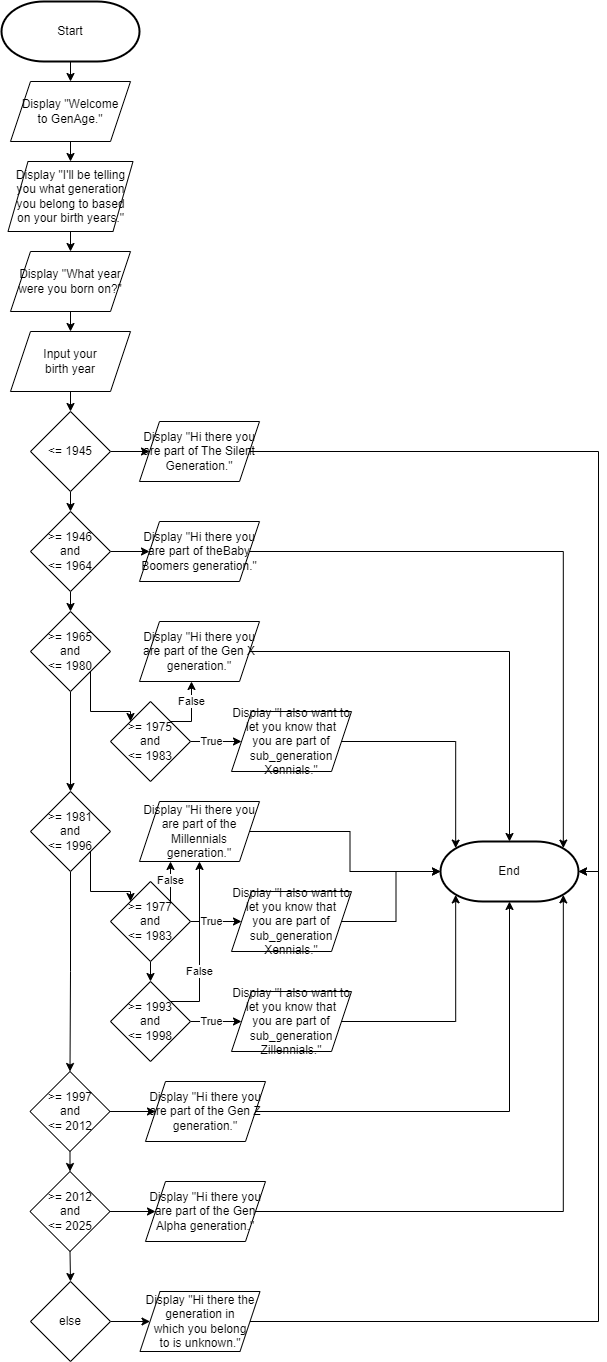 Start
Display "Welcome
to GenAge."
Display "I'll be telling
you what generation
you belong to based
on your birth years."
Display "What year
were you born on?"
Input your
birth year
<= 1945
Display "Hi there you
are part of The Silent
Generation."
>= 1946
and
<= 1964
Display "Hi there you
are part of theBaby
Boomers generation."
>= 1965
and
<= 1980
Display "Hi there you
are part of the Gen X
generation."
False
>= 1975
and
<= 1983
True
Display "I also want to
let you know that
you are part of
sub_generation
Xennials."
>= 1981
and
<= 1996
Display "Hi there you
are part of the
Millennials
generation."
End
False
>= 1977
and
<= 1983
True
Display "I also want to
let you know that
you are part of
sub_generation
Xennials."
False
>= 1993
and
<= 1998
True
Display "I also want to
let you know that
you are part of
sub_generation
Zillennials."
>= 1997
and
<= 2012
Display "Hi there you
are part of the Gen Z
generation."
>= 2012
and
<= 2025
Display "Hi there you
are part of the Gen
Alpha generation."
else
Display "Hi there the
generation in
which you belong
to is unknown."